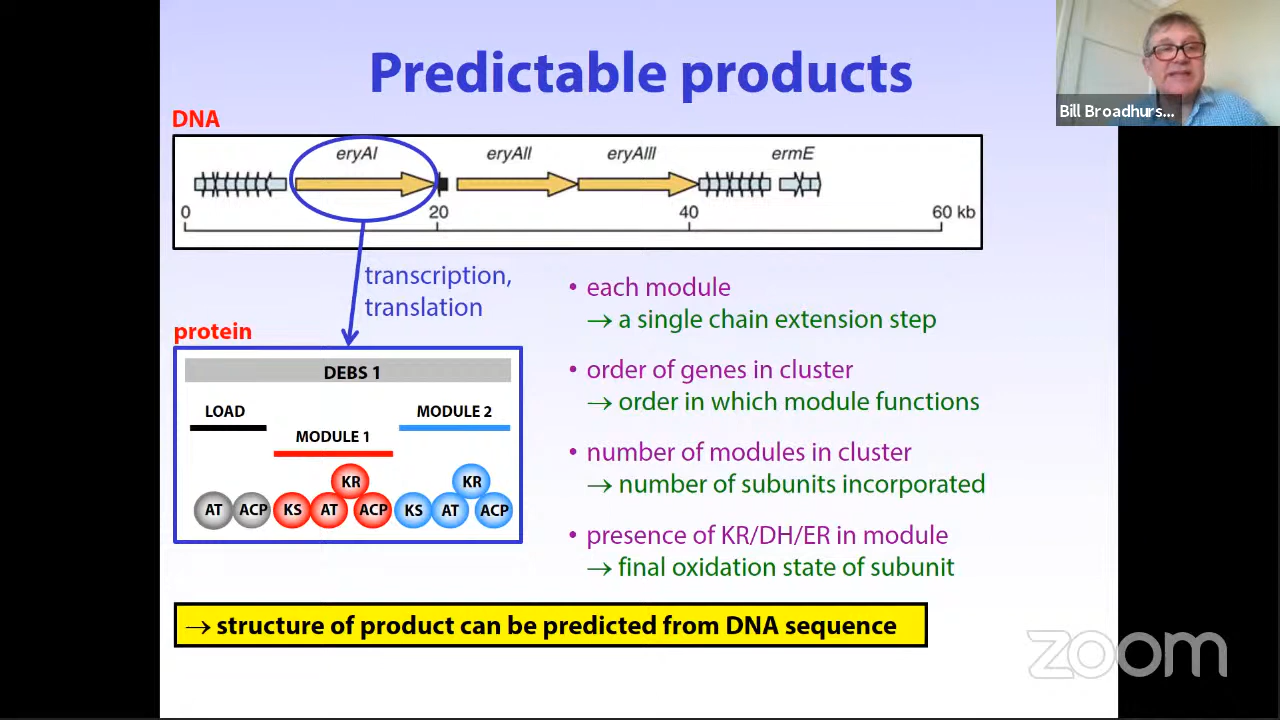 Predictable products
Bill Broadhurs...
DNA
eryAI
eryAII
eryAIII
ermE
0
20
40
60 kb
transcription,
translation
protein
DEBS 1
LOAD
MODULE 1
MODULE 2
KR
KR
AT ACP KS AT ACP KS AT ACP
• each module
→ a single chain extension step
• order of genes in cluster
→ order in which module functions
• number of modules in cluster
→ number of subunits incorporated
• presence of KR/DH/ER in module
→ final oxidation state of subunit
→ structure of product can be predicted from DNA sequence
zoom